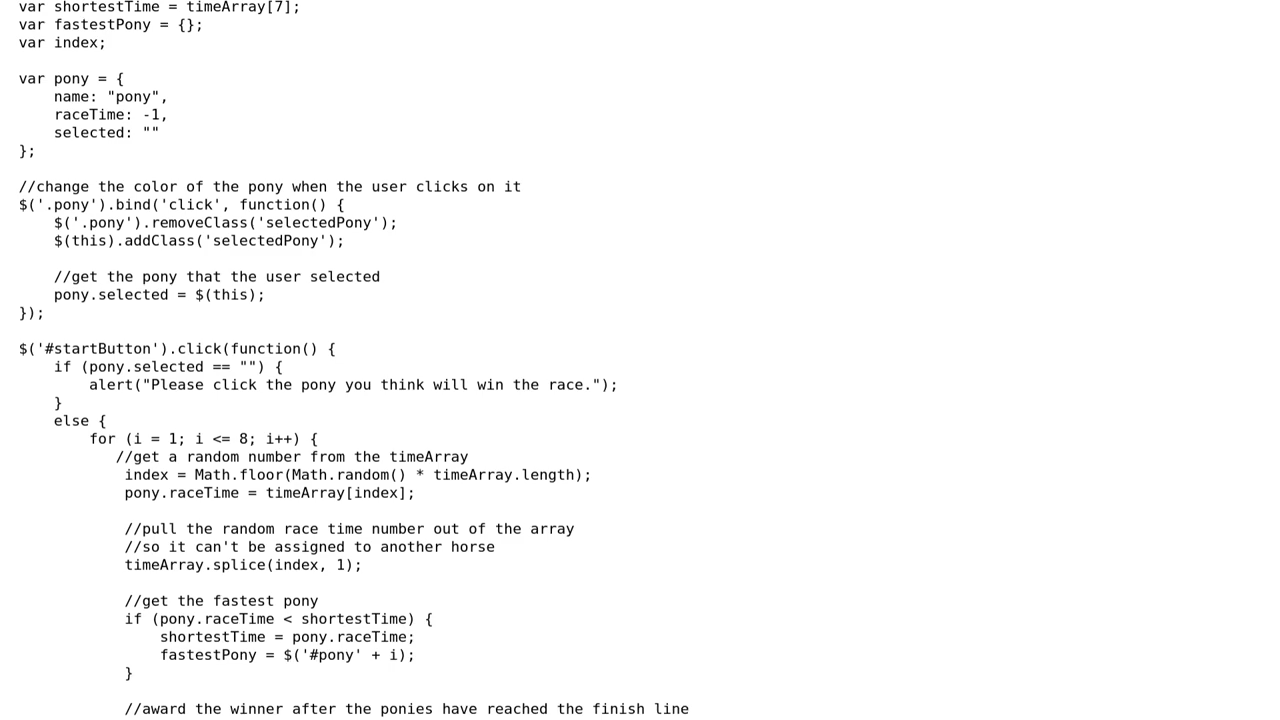 var shortestTime = timeArray[7];
var fastestPony = {};
var index;

var pony = {
    name: "pony",
    raceTime: -1,
    selected: ""
};

//change the color of the pony when the user clicks on it
$('.pony').bind('click', function() {
    $('.pony').removeClass('selectedPony');
    $(this).addClass('selectedPony');

    //get the pony that the user selected
    pony.selected = $(this);
});

$('#startButton').click(function() {
    if (pony.selected == "") {
        alert("Please click the pony you think will win the race.");
    }
    else {
        for (i = 1; i <= 8; i++) {
           //get a random number from the timeArray
            index = Math.floor(Math.random() * timeArray.length);
            pony.raceTime = timeArray[index];

            //pull the random race time number out of the array
            //so it can't be assigned to another horse
            timeArray.splice(index, 1);

            //get the fastest pony
            if (pony.raceTime < shortestTime) {
                shortestTime = pony.raceTime;
                fastestPony = $('#pony' + i);
            }

            //award the winner after the ponies have reached the finish line